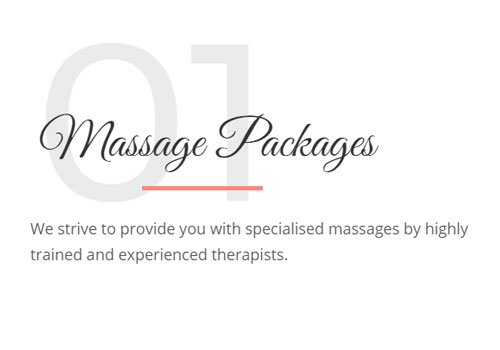 01
Massage Packages
We strive to provide you with specialised massages by highly
trained and experienced therapists.